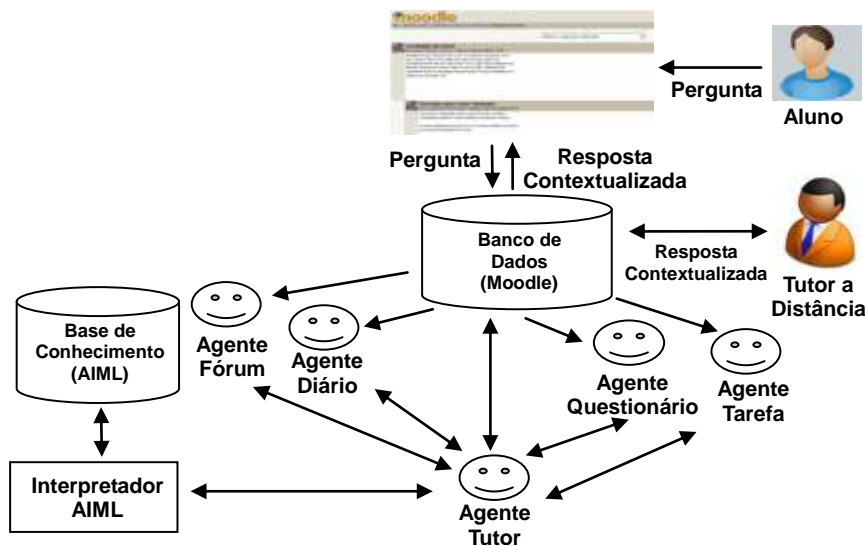 moodle
Pergunta
Aluno
Pergunta
Resposta
Contextualizada
Banco de
Dados
(Moodle)
Resposta
Contextualizada
Tutor a
Distância
Base de
Conhecimento
(AIML)
Agente
Fórum
Agente
Diário
Agente
Questionário
Agente
Tarefa
Interpretador
AIML
Agente
Tutor